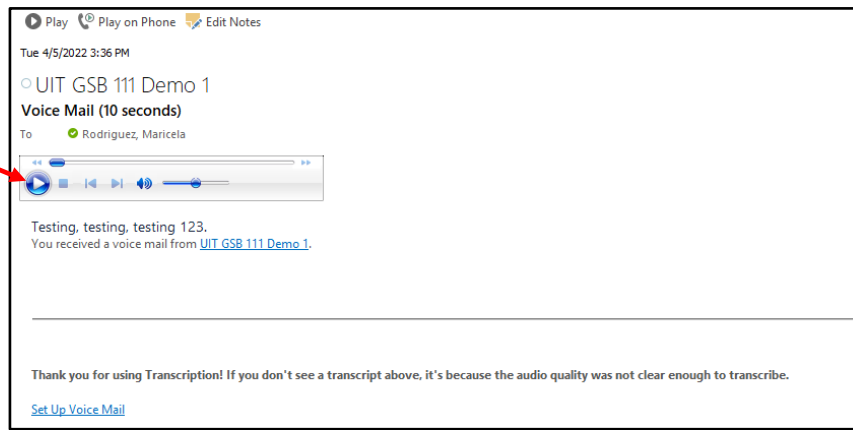 Play Play on Phone Edit Notes
Tue 4/5/2022 3:36 PM
UIT GSB 111 Demo 1
Voice Mail (10 seconds)
To Rodriguez, Maricela
Testing, testing, testing 123.
You received a voice mail from UIT GSB 111 Demo 1.
Thank you for using Transcription! If you don't see a transcript above, it's because the audio quality was not clear enough to transcribe.
Set Up Voice Mail